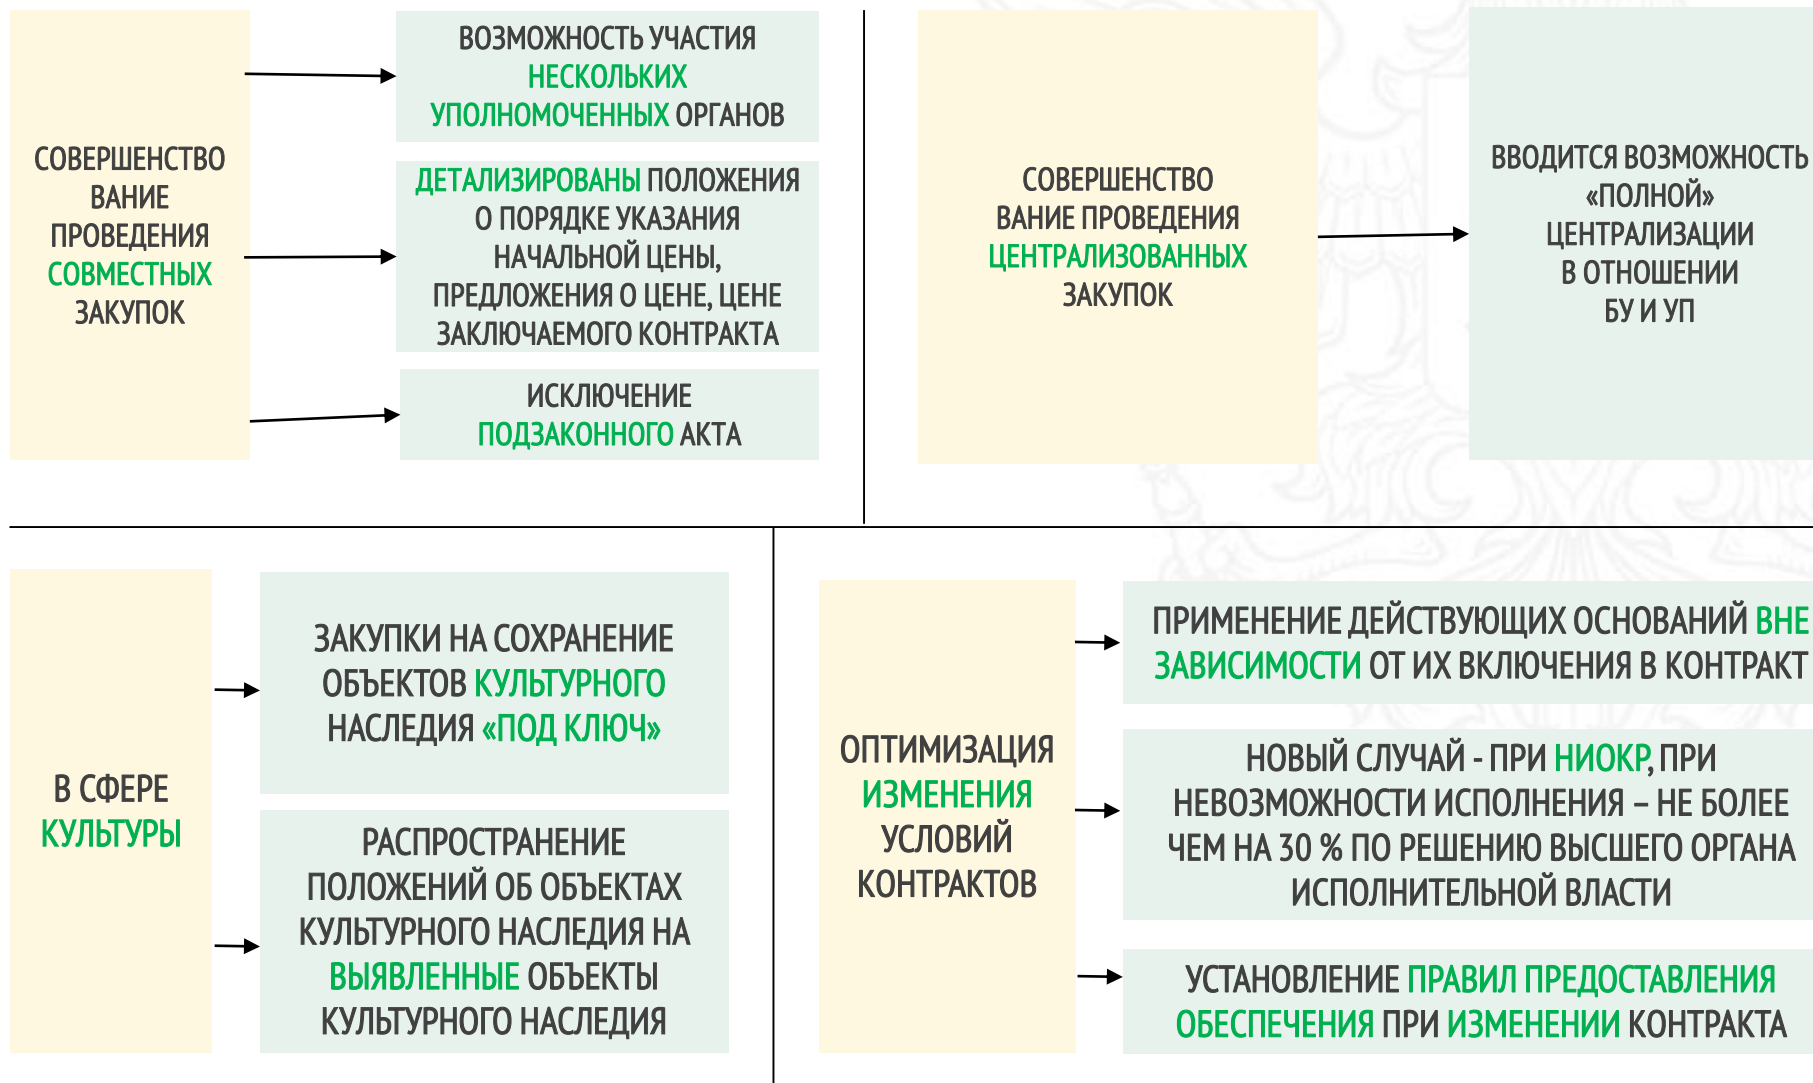 СОВЕРШЕНСТВО
ВАНИЕ
ПРОВЕДЕНИЯ
СОВМЕСТНЫХ
ЗАКУПОК
ВОЗМОЖНОСТЬ УЧАСТИЯ
НЕСКОЛЬКИХ
УПОЛНОМОЧЕННЫХ ОРГАНОВ
ДЕТАЛИЗИРОВАНЫ ПОЛОЖЕНИЯ
О ПОРЯДКЕ УКАЗАНИЯ
НАЧАЛЬНОЙ ЦЕНЫ,
ПРЕДЛОЖЕНИЯ О ЦЕНЕ, ЦЕНЕ
ЗАКЛЮЧАЕМОГО КОНТРАКТА
ИСКЛЮЧЕНИЕ
ПОДЗАКОННОГО АКТА
СОВЕРШЕНСТВО
ВАНИЕ ПРОВЕДЕНИЯ
ЦЕНТРАЛИЗОВАННЫХ
ЗАКУПОК
ВВОДИТСЯ ВОЗМОЖНОСТЬ
«ПОЛНОЙ»
ЦЕНТРАЛИЗАЦИИ
В ОТНОШЕНИИ
БУ И УП
В СФЕРЕ
КУЛЬТУРЫ
ЗАКУПКИ НА СОХРАНЕНИЕ
ОБЪЕКТОВ КУЛЬТУРНОГО
НАСЛЕДИЯ «ПОД КЛЮЧ»
РАСПРОСТРАНЕНИЕ
ПОЛОЖЕНИЙ ОБ ОБЪЕКТАХ
КУЛЬТУРНОГО НАСЛЕДИЯ НА
ВЫЯВЛЕННЫЕ ОБЪЕКТЫ
КУЛЬТУРНОГО НАСЛЕДИЯ
ОПТИМИЗАЦИЯ
ИЗМЕНЕНИЯ
УСЛОВИЙ
КОНТРАКТОВ
ПРИМЕНЕНИЕ ДЕЙСТВУЮЩИХ ОСНОВАНИЙ ВНЕ
ЗАВИСИМОСТИ ОТ ИХ ВКЛЮЧЕНИЯ В КОНТРАКТ
НОВЫЙ СЛУЧАЙ - ПРИ НИОКР, ПРИ
НЕВОЗМОЖНОСТИ ИСПОЛНЕНИЯ – НЕ БОЛЕЕ
ЧЕМ НА 30 % ПО РЕШЕНИЮ ВЫСШЕГО ОРГАНА
ИСПОЛНИТЕЛЬНОЙ ВЛАСТИ
УСТАНОВЛЕНИЕ ПРАВИЛ ПРЕДОСТАВЛЕНИЯ
ОБЕСПЕЧЕНИЯ ПРИ ИЗМЕНЕНИИ КОНТРАКТА